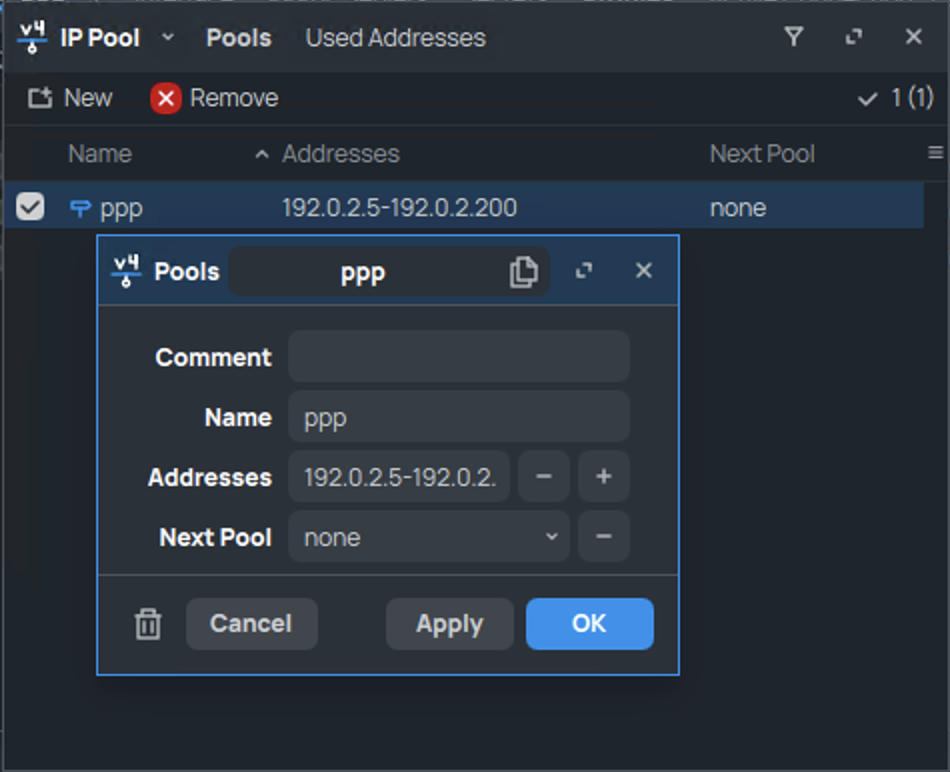 v4 IP Pool Pools Used Addresses
New Remove 1 (1)
Name Addresses Next Pool
ppp 192.0.2.5-192.0.2.200 none
v4 Pools ppp
Comment
Name ppp
Addresses 192.0.2.5-192.0.2.
Next Pool none
Cancel Apply OK